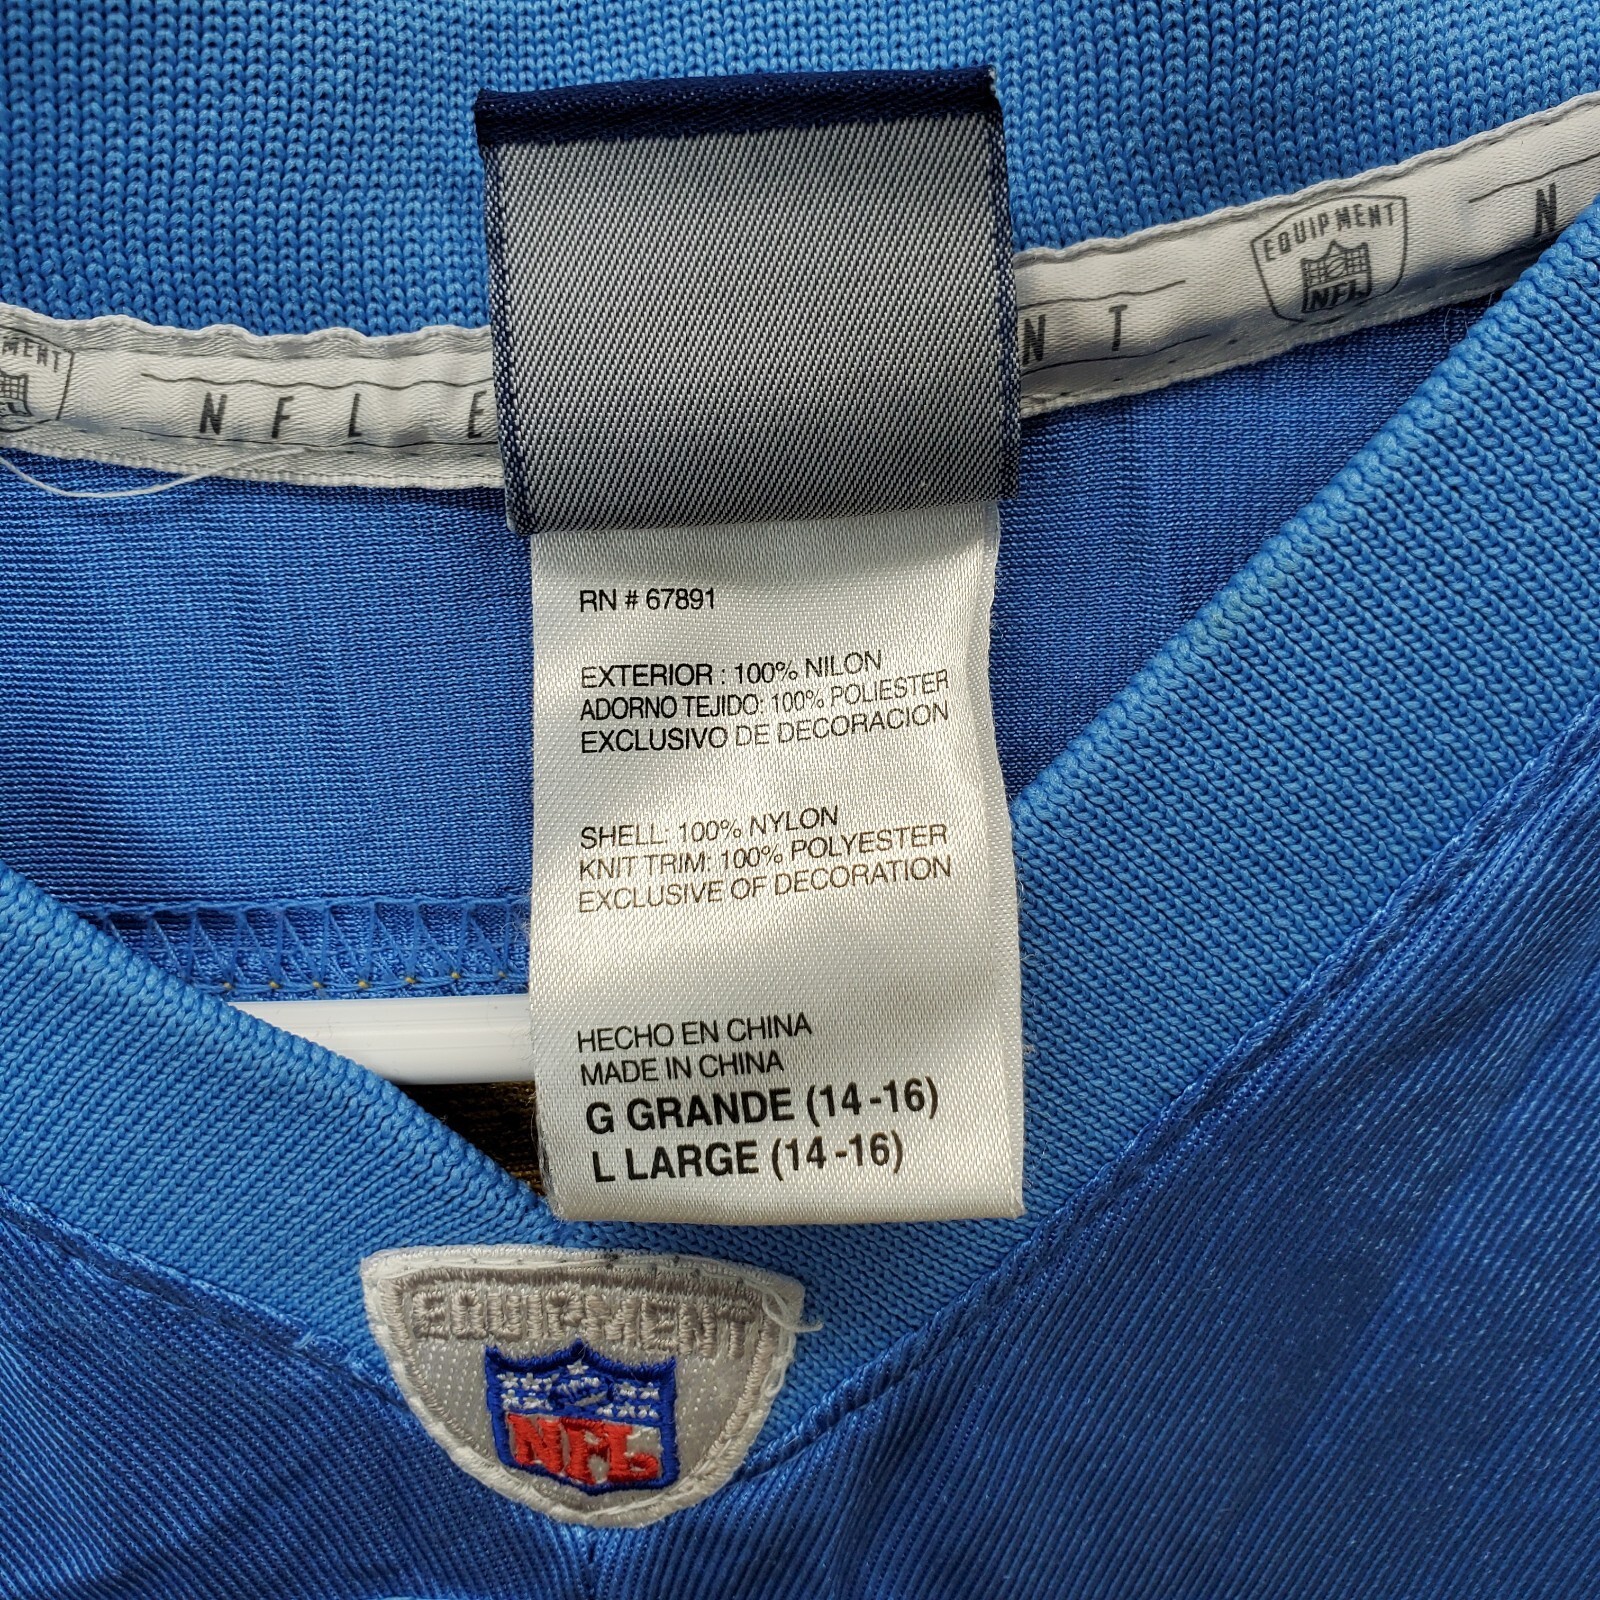 EQUIPMENT
NFL
N
MENT
NFL E
NT
RN # 67891
EXTERIOR : 100% NILON
ADORNO TEJIDO: 100% POLIESTER
EXCLUSIVO DE DECORACION
SHELL: 100% NYLON
KNIT TRIM: 100% POLYESTER
EXCLUSIVE OF DECORATION
HECHO EN CHINA
MADE IN CHINA
G GRANDE (14-16)
L LARGE (14-16)
EQUIPMENT
NFL